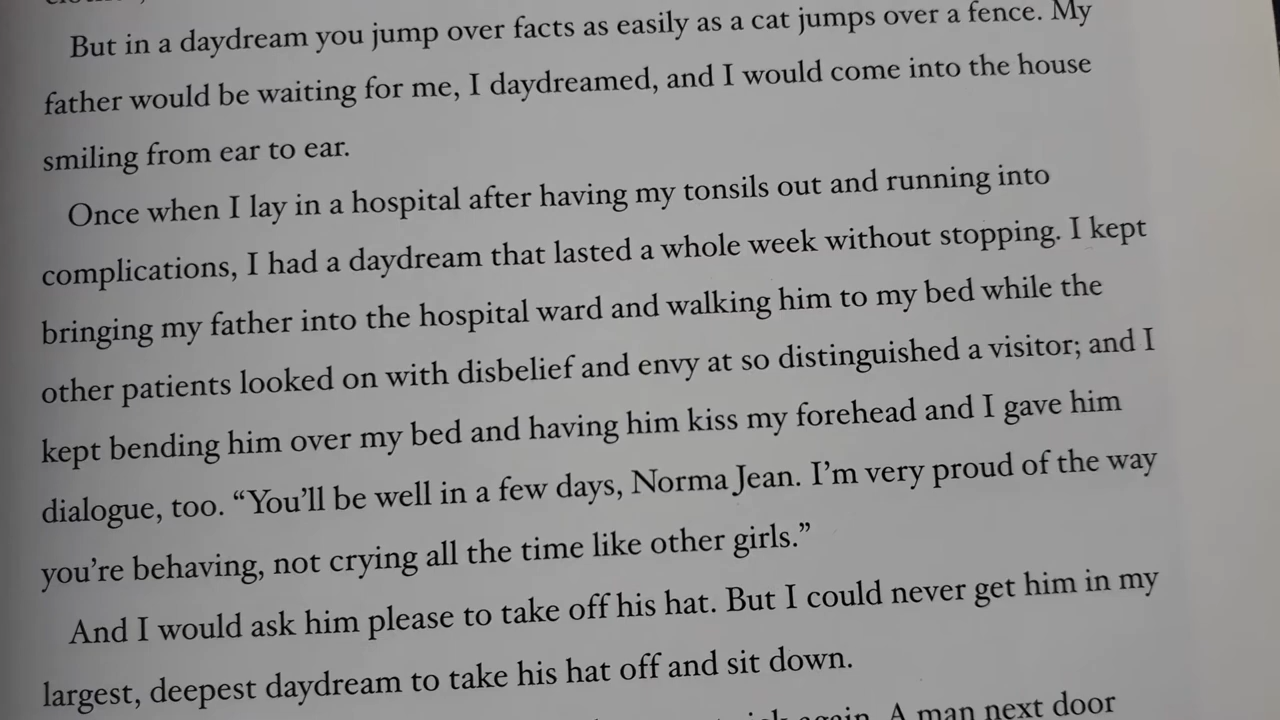 But in a daydream you jump over facts as easily as a cat jumps over a fence. My
father would be waiting for me, I daydreamed, and I would come into the house
smiling from ear to ear.
Once when I lay in a hospital after having my tonsils out and running into
complications, I had a daydream that lasted a whole week without stopping. I kept
bringing my father into the hospital ward and walking him to my bed while the
other patients looked on with disbelief and envy at so distinguished a visitor; and I
kept bending him over my bed and having him kiss my forehead and I gave him
dialogue, too. “You’ll be well in a few days, Norma Jean. I’m very proud of the way
you’re behaving, not crying all the time like other girls.”
And I would ask him please to take off his hat. But I could never get him in my
largest, deepest daydream to take his hat off and sit down.
again. A man next door